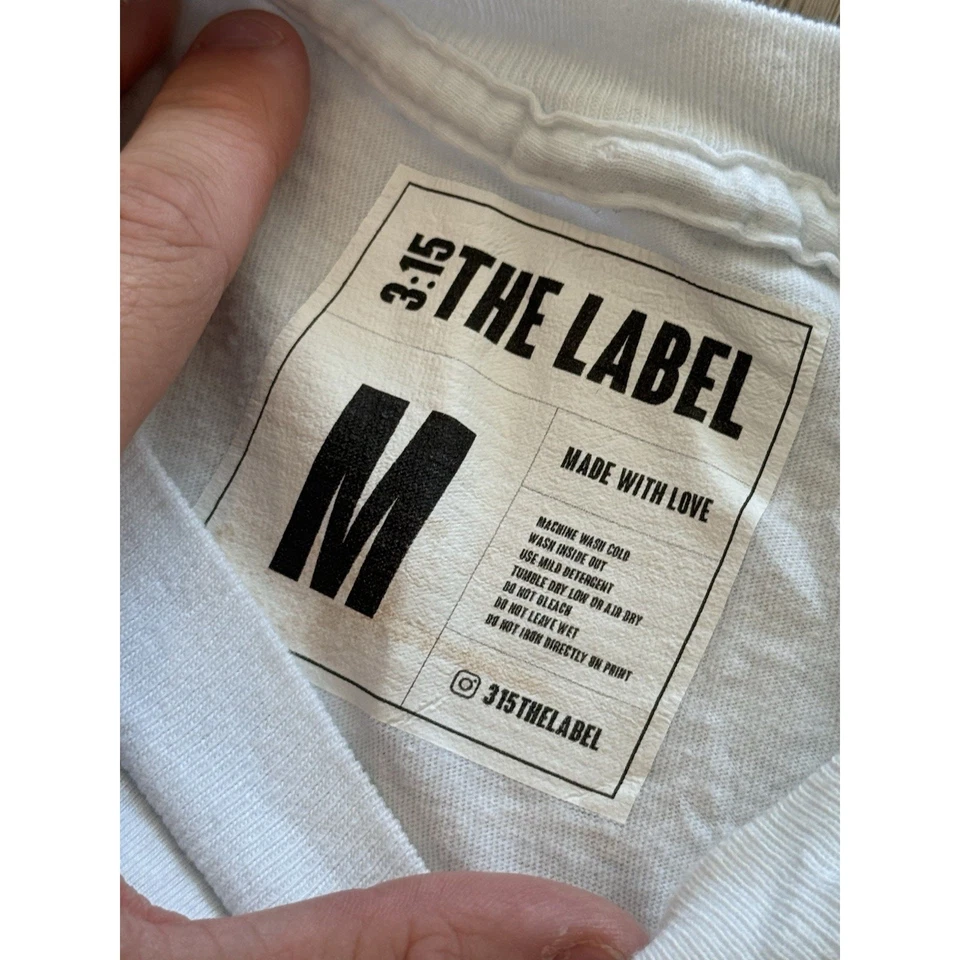 3:15 THE LABEL
M
MADE WITH LOVE
MACHINE WASH COLD
WASH INSIDE OUT
USE MILD DETERGENT
TUMBLE DRY LOW OR AIR DRY
DO NOT BLEACH
DO NOT LEAVE WET
DO NOT IRON DIRECTLY ON PRINT
315THELABEL